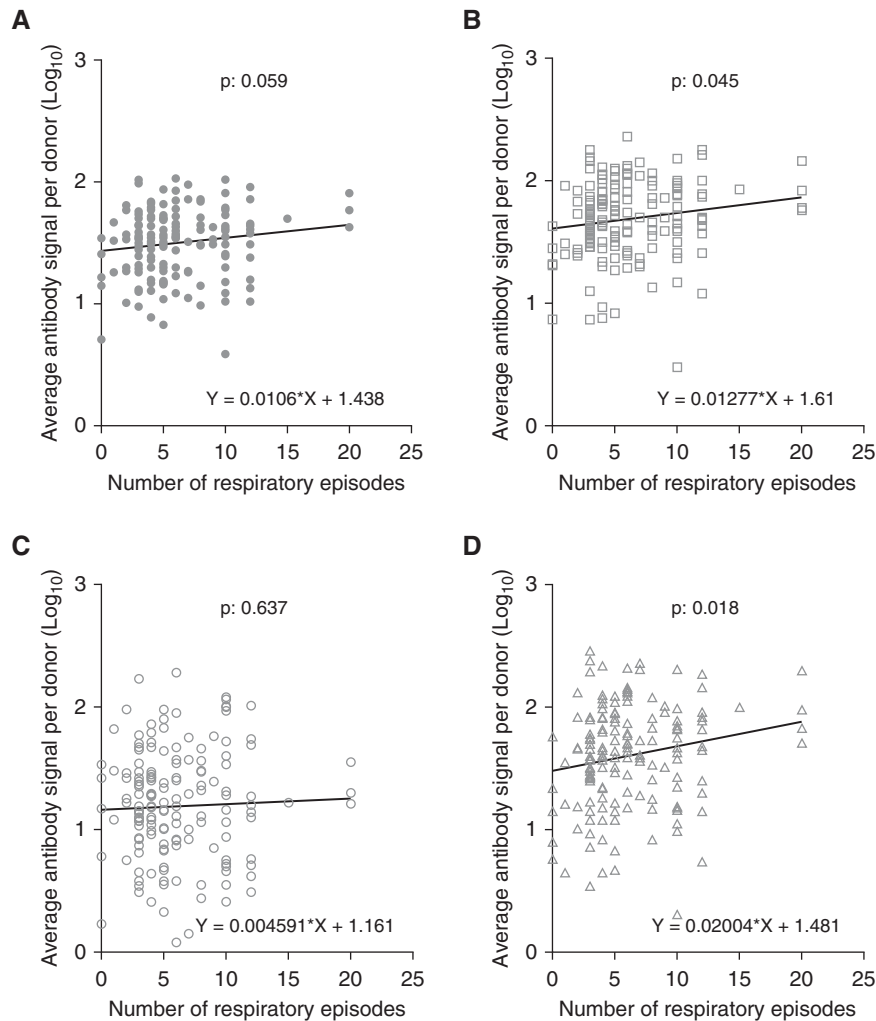 A
Average antibody signal per donor (Log10)
3
2
1
0
p: 0.059
Y = 0.0106*X + 1.438
0 5 10 15 20 25
Number of respiratory episodes
B
Average antibody signal per donor (Log10)
3
2
1
0
p: 0.045
Y = 0.01277*X + 1.61
0 5 10 15 20 25
Number of respiratory episodes
C
Average antibody signal per donor (Log10)
3
2
1
0
p: 0.637
Y = 0.004591*X + 1.161
0 5 10 15 20 25
Number of respiratory episodes
D
Average antibody signal per donor (Log10)
3
2
1
0
p: 0.018
Y = 0.02004*X + 1.481
0 5 10 15 20 25
Number of respiratory episodes